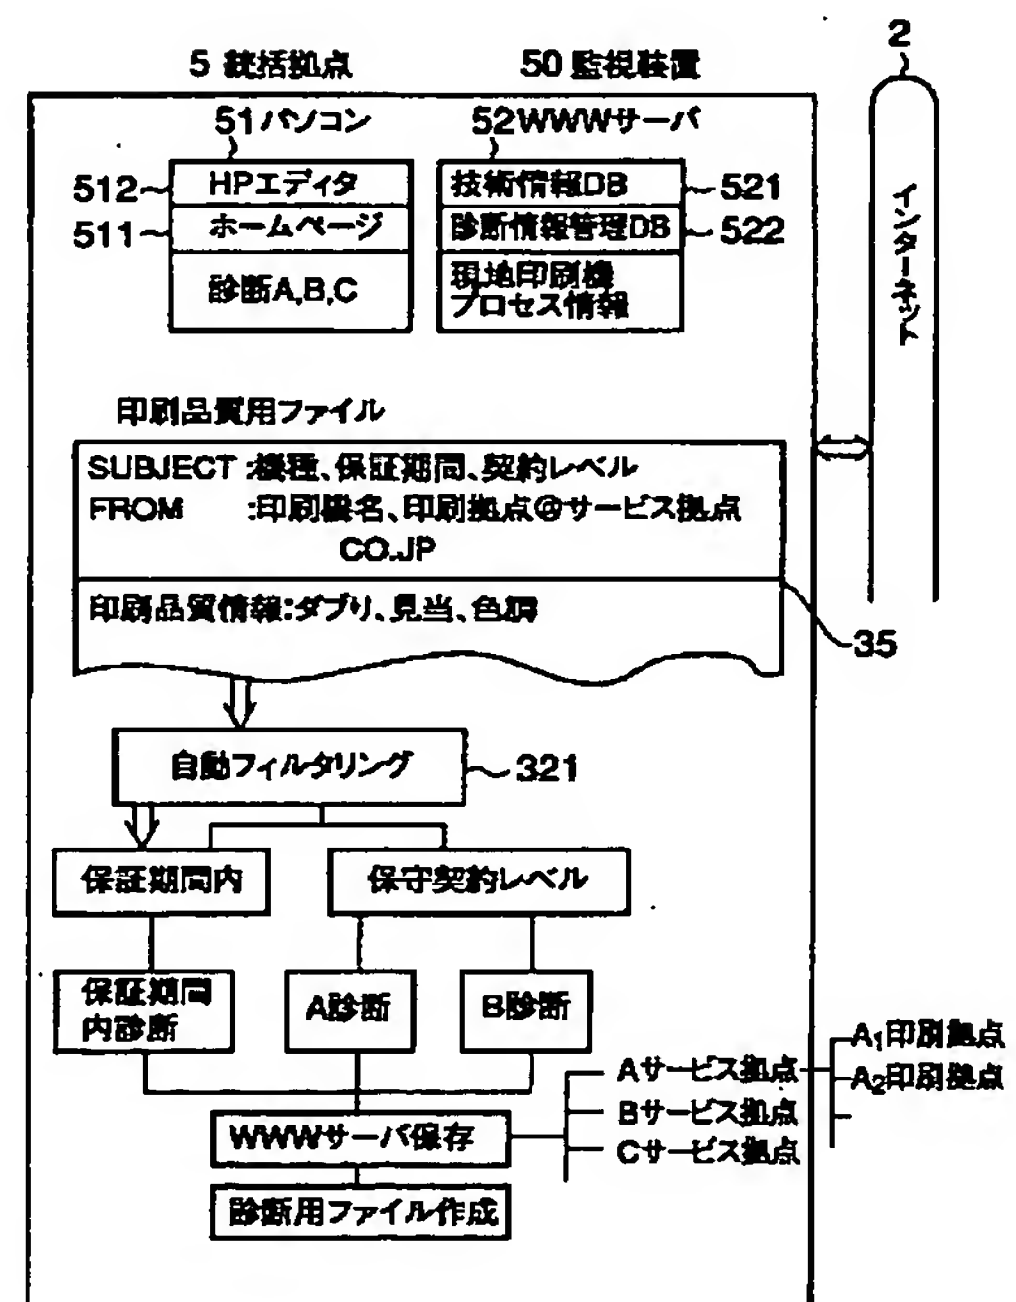 2
5 統括拠点
50 監視装置
51 パソコン
52 WWWサーバ
512
HPエディタ
技術情報DB
521
511
ホームページ
診断情報管理DB
522
診断A,B,C
現地印刷機
プロセス情報
インターネット
印刷品質用ファイル
SUBJECT :機種、保証期間、契約レベル
FROM :印刷機名、印刷拠点@サービス拠点
CO.JP
印刷品質情報:ダブり、見当、色調
35
自動フィルタリング
321
保証期間内
保守契約レベル
保証期間
内診断
A診断
B診断
A1印刷拠点
Aサービス拠点
A2印刷拠点
Bサービス拠点
WWWサーバ保存
Cサービス拠点
診断用ファイル作成